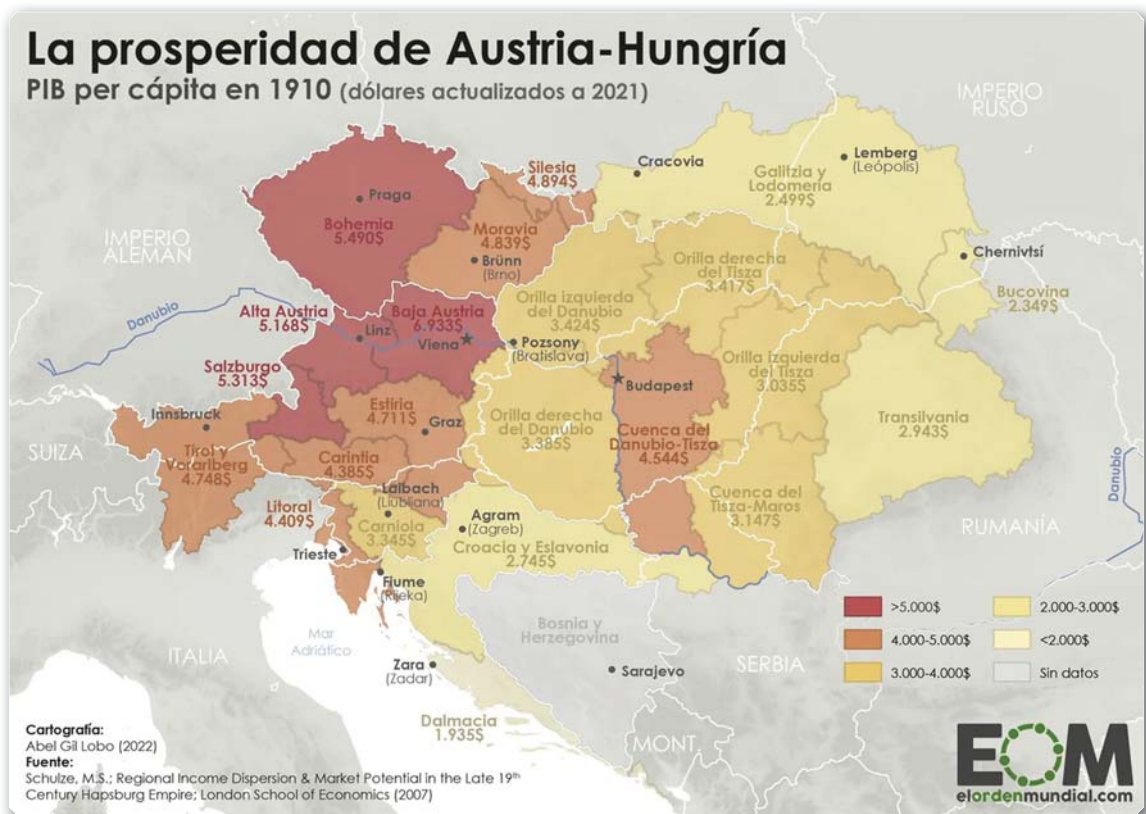 La prosperidad de Austria-Hungría
PIB per cápita en 1910 (dólares actualizados a 2021)
IMPERIO
RUSO
Silesia
4.894$
Cracovia
Lemberg
(Leópolis)
Galitzia y
Lodomeria
2.499$
Praga
Bohemia
5.490$
Moravia
4.839$
Brünn
(Brno)
IMPERIO
ALEMÁN
Orilla derecha
del Tisza
3.417$
Chernivtsí
Bucovina
2.349$
Danubio
Alta Austria
5.168$
Linz
Baja Austria
6.933$
Viena
Orilla izquierda
del Danubio
3.424$
Pozsony
(Bratislava)
Salzburgo
5.313$
Orilla izquierda
del Tisza
3.035$
Budapest
Innsbruck
Estiria
4.711$
Graz
Orilla derecha
del Danubio
3.385$
Transilvania
2.943$
Cuenca del
Danubio-Tisza
4.544$
SUIZA
Tirol y
Vorarlberg
4.748$
Carintia
4.385$
Danubio
Laibach
(Liubliana)
Litoral
4.409$
Carniola
3.345$
Agram
(Zagreb)
Cuenca del
Tisza-Maros
3.147$
RUMANÍA
Trieste
Croacia y Eslavonia
2.745$
Fiume
(Rijeka)
Bosnia y
Herzegovina
Mar
Adriático
ITALIA
Zara
(Zadar)
Sarajevo
SERBIA
Dalmacia
1.935$
MONT.
>5.000$
4.000-5.000$
3.000-4.000$
2.000-3.000$
<2.000$
Sin datos
Cartografía:
Abel Gil Lobo (2022)
Fuente:
Schulze, M.S.; Regional Income Dispersion & Market Potential in the Late 19th
Century Hapsburg Empire; London School of Economics (2007)
EOM
elordenmundial.com